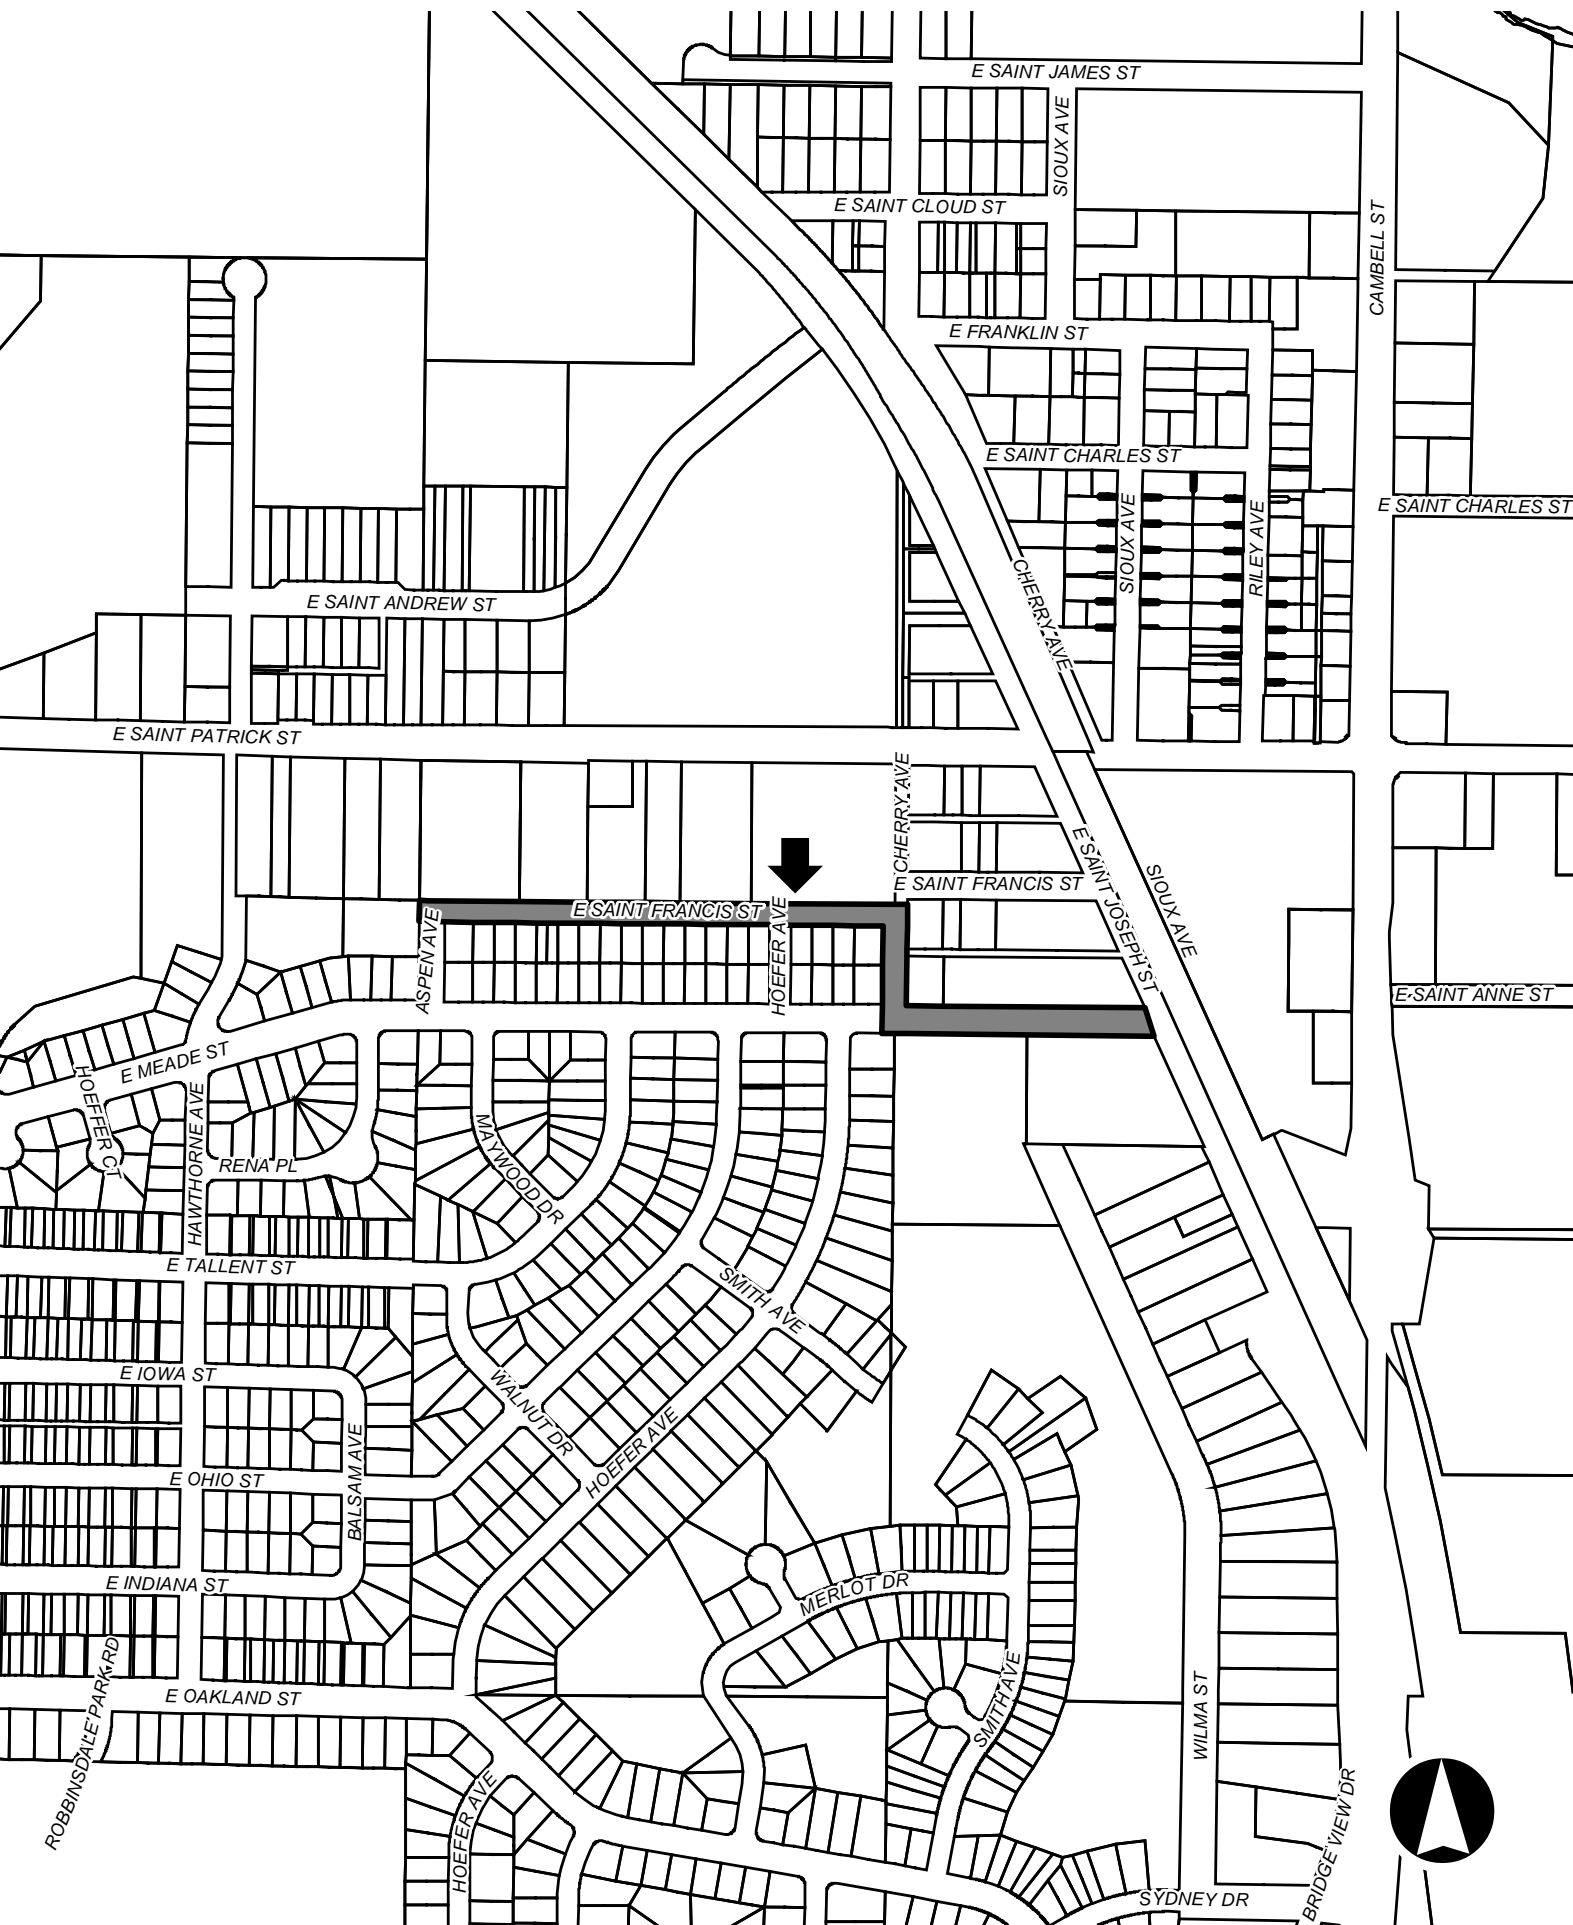 E SAINT JAMES ST
SIOUX AVE
E SAINT CLOUD ST
CAMBELL ST
E FRANKLIN ST
E SAINT CHARLES ST
E SAINT CHARLES ST
SIOUX AVE
RILEY AVE
CHERRY AVE
E SAINT ANDREW ST
E SAINT PATRICK ST
CHERRY AVE
E SAINT FRANCIS ST
E SAINT JOSEPH ST
SIOUX AVE
E SAINT FRANCIS ST
ASPEN AVE
HOEFER AVE
E SAINT ANNE ST
E MEADE ST
HOEFFER CT
HAWTHORNE AVE
RENA PL
MAYWOOD DR
E TALLENT ST
SMITH AVE
E IOWA ST
WALNUT DR
HOEFER AVE
BALSAM AVE
E OHIO ST
E INDIANA ST
MERLOT DR
ROBBINSDALE PARK RD
E OAKLAND ST
SMITH AVE
WILMA ST
HOEFER AVE
BRIDGE VIEW DR
SYDNEY DR